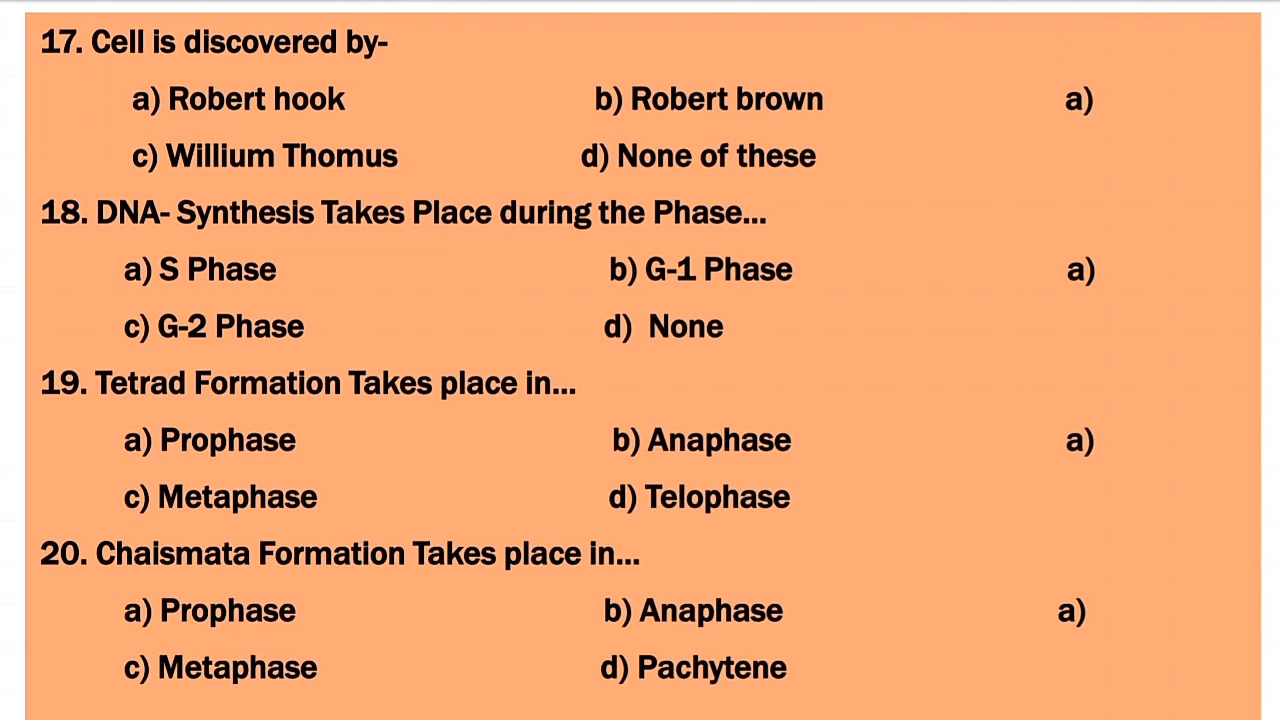 17. Cell is discovered by-
a) Robert hook b) Robert brown a)
c) Willium Thomus d) None of these
18. DNA- Synthesis Takes Place during the Phase...
a) S Phase b) G-1 Phase a)
c) G-2 Phase d) None
19. Tetrad Formation Takes place in...
a) Prophase b) Anaphase a)
c) Metaphase d) Telophase
20. Chaismata Formation Takes place in...
a) Prophase b) Anaphase a)
c) Metaphase d) Pachytene